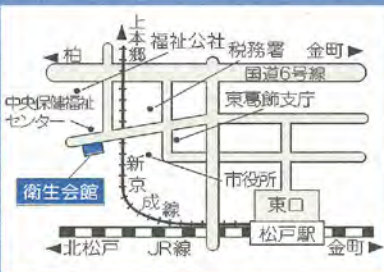 上本郷
福祉公社
税務署
柏
金町
国道6号線
中央保健福祉
センター
東葛飾支庁
衛生会館
新京成線
市役所
東口
松戸駅
北松戸
JR線
金町